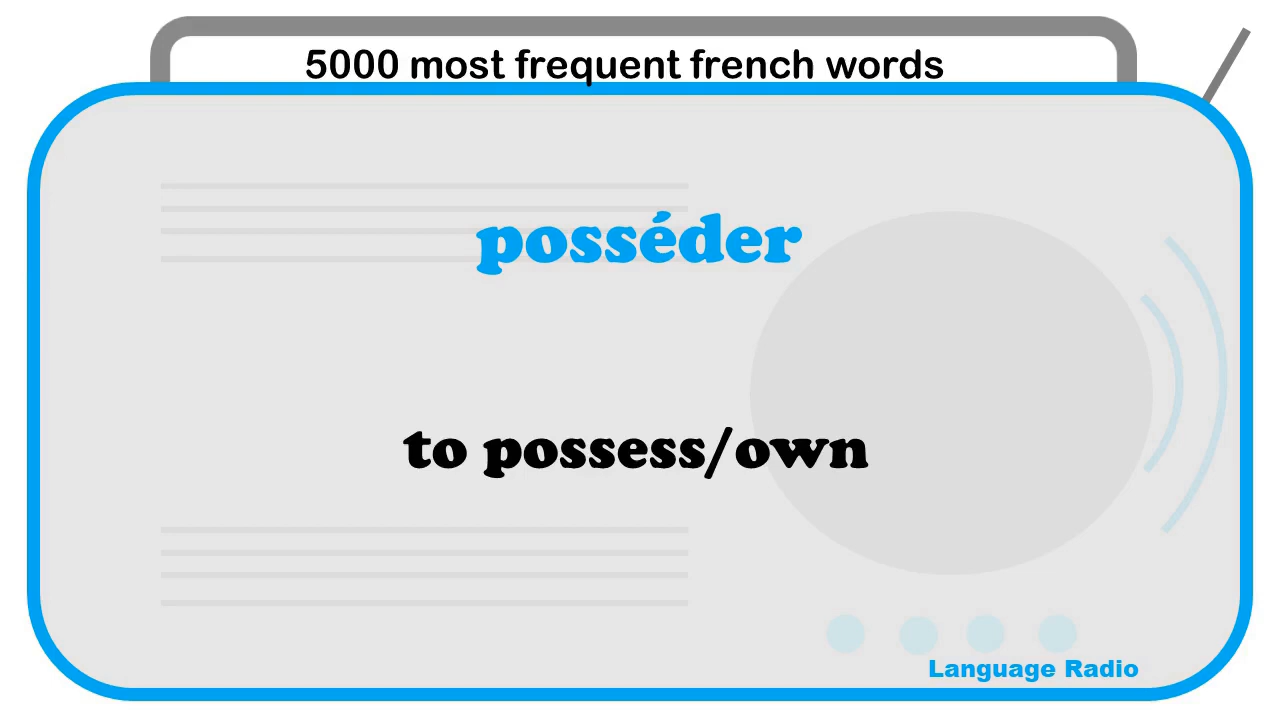 5000 most frequent french words
posséder
to possess/own
Language Radio